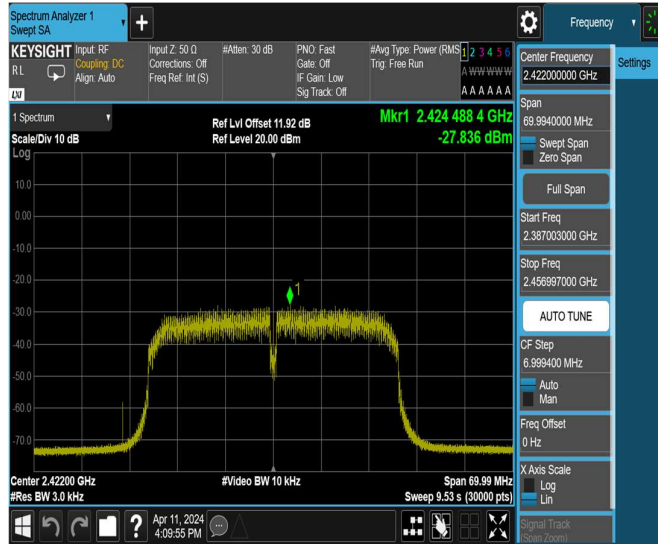 Spectrum Analyzer 1
Swept SA
Frequency
KEYSIGHT
RL
LXI
Input: RF
Coupling: DC
Align: Auto
Input Z: 50 Ω
Corrections: Off
Freq Ref: Int (S)
#Atten: 30 dB
PNO: Fast
Gate: Off
IF Gain: Low
Sig Track: Off
#Avg Type: Power (RMS
Trig: Free Run
1 2 3 4 5 6
A W W W W W
A A A A A A
Center Frequency
2.422000000 GHz
Settings
Span
69.9940000 MHz
Swept Span
Zero Span
Full Span
Start Freq
2.387003000 GHz
Stop Freq
2.456997000 GHz
AUTO TUNE
CF Step
6.999400 MHz
Auto
Man
Freq Offset
0 Hz
X Axis Scale
Log
Lin
Signal Track
(Span Zoom)
1 Spectrum
Scale/Div 10 dB
Log
Ref Lvl Offset 11.92 dB
Ref Level 20.00 dBm
Mkr1 2.424 488 4 GHz
-27.836 dBm
10.0
0.00
-10.0
-20.0
-30.0
-40.0
-50.0
-60.0
-70.0
1
Center 2.42200 GHz
#Res BW 3.0 kHz
#Video BW 10 kHz
Span 69.99 MHz
Sweep 9.53 s (30000 pts)
?
Apr 11, 2024
4:09:55 PM